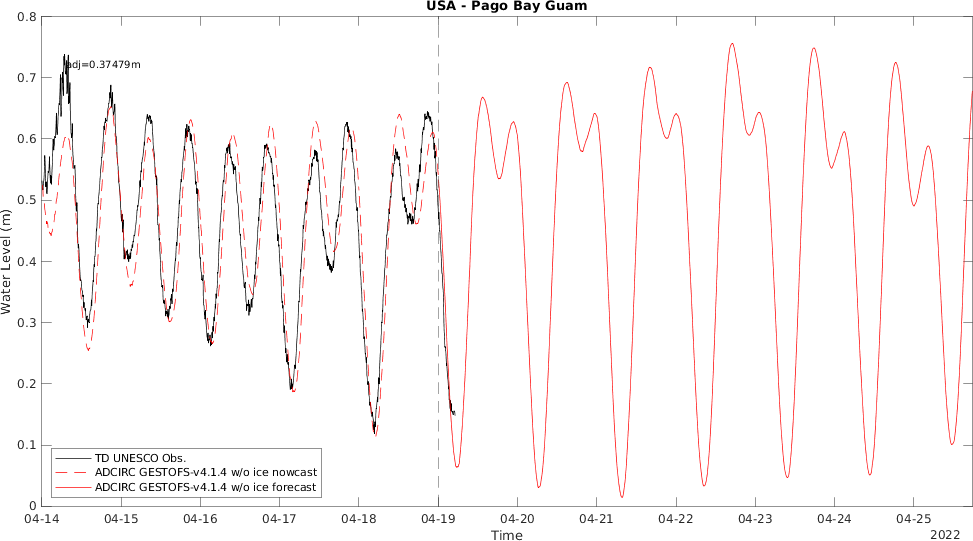 USA - Pago Bay Guam
adj=0.37479m
Water Level (m)
0.8
0.7
0.6
0.5
0.4
0.3
0.2
0.1
0
TD UNESCO Obs.
ADCIRC GESTOFS-v4.1.4 w/o ice nowcast
ADCIRC GESTOFS-v4.1.4 w/o ice forecast
04-14 04-15 04-16 04-17 04-18 04-19 04-20 04-21 04-22 04-23 04-24 04-25
Time
2022